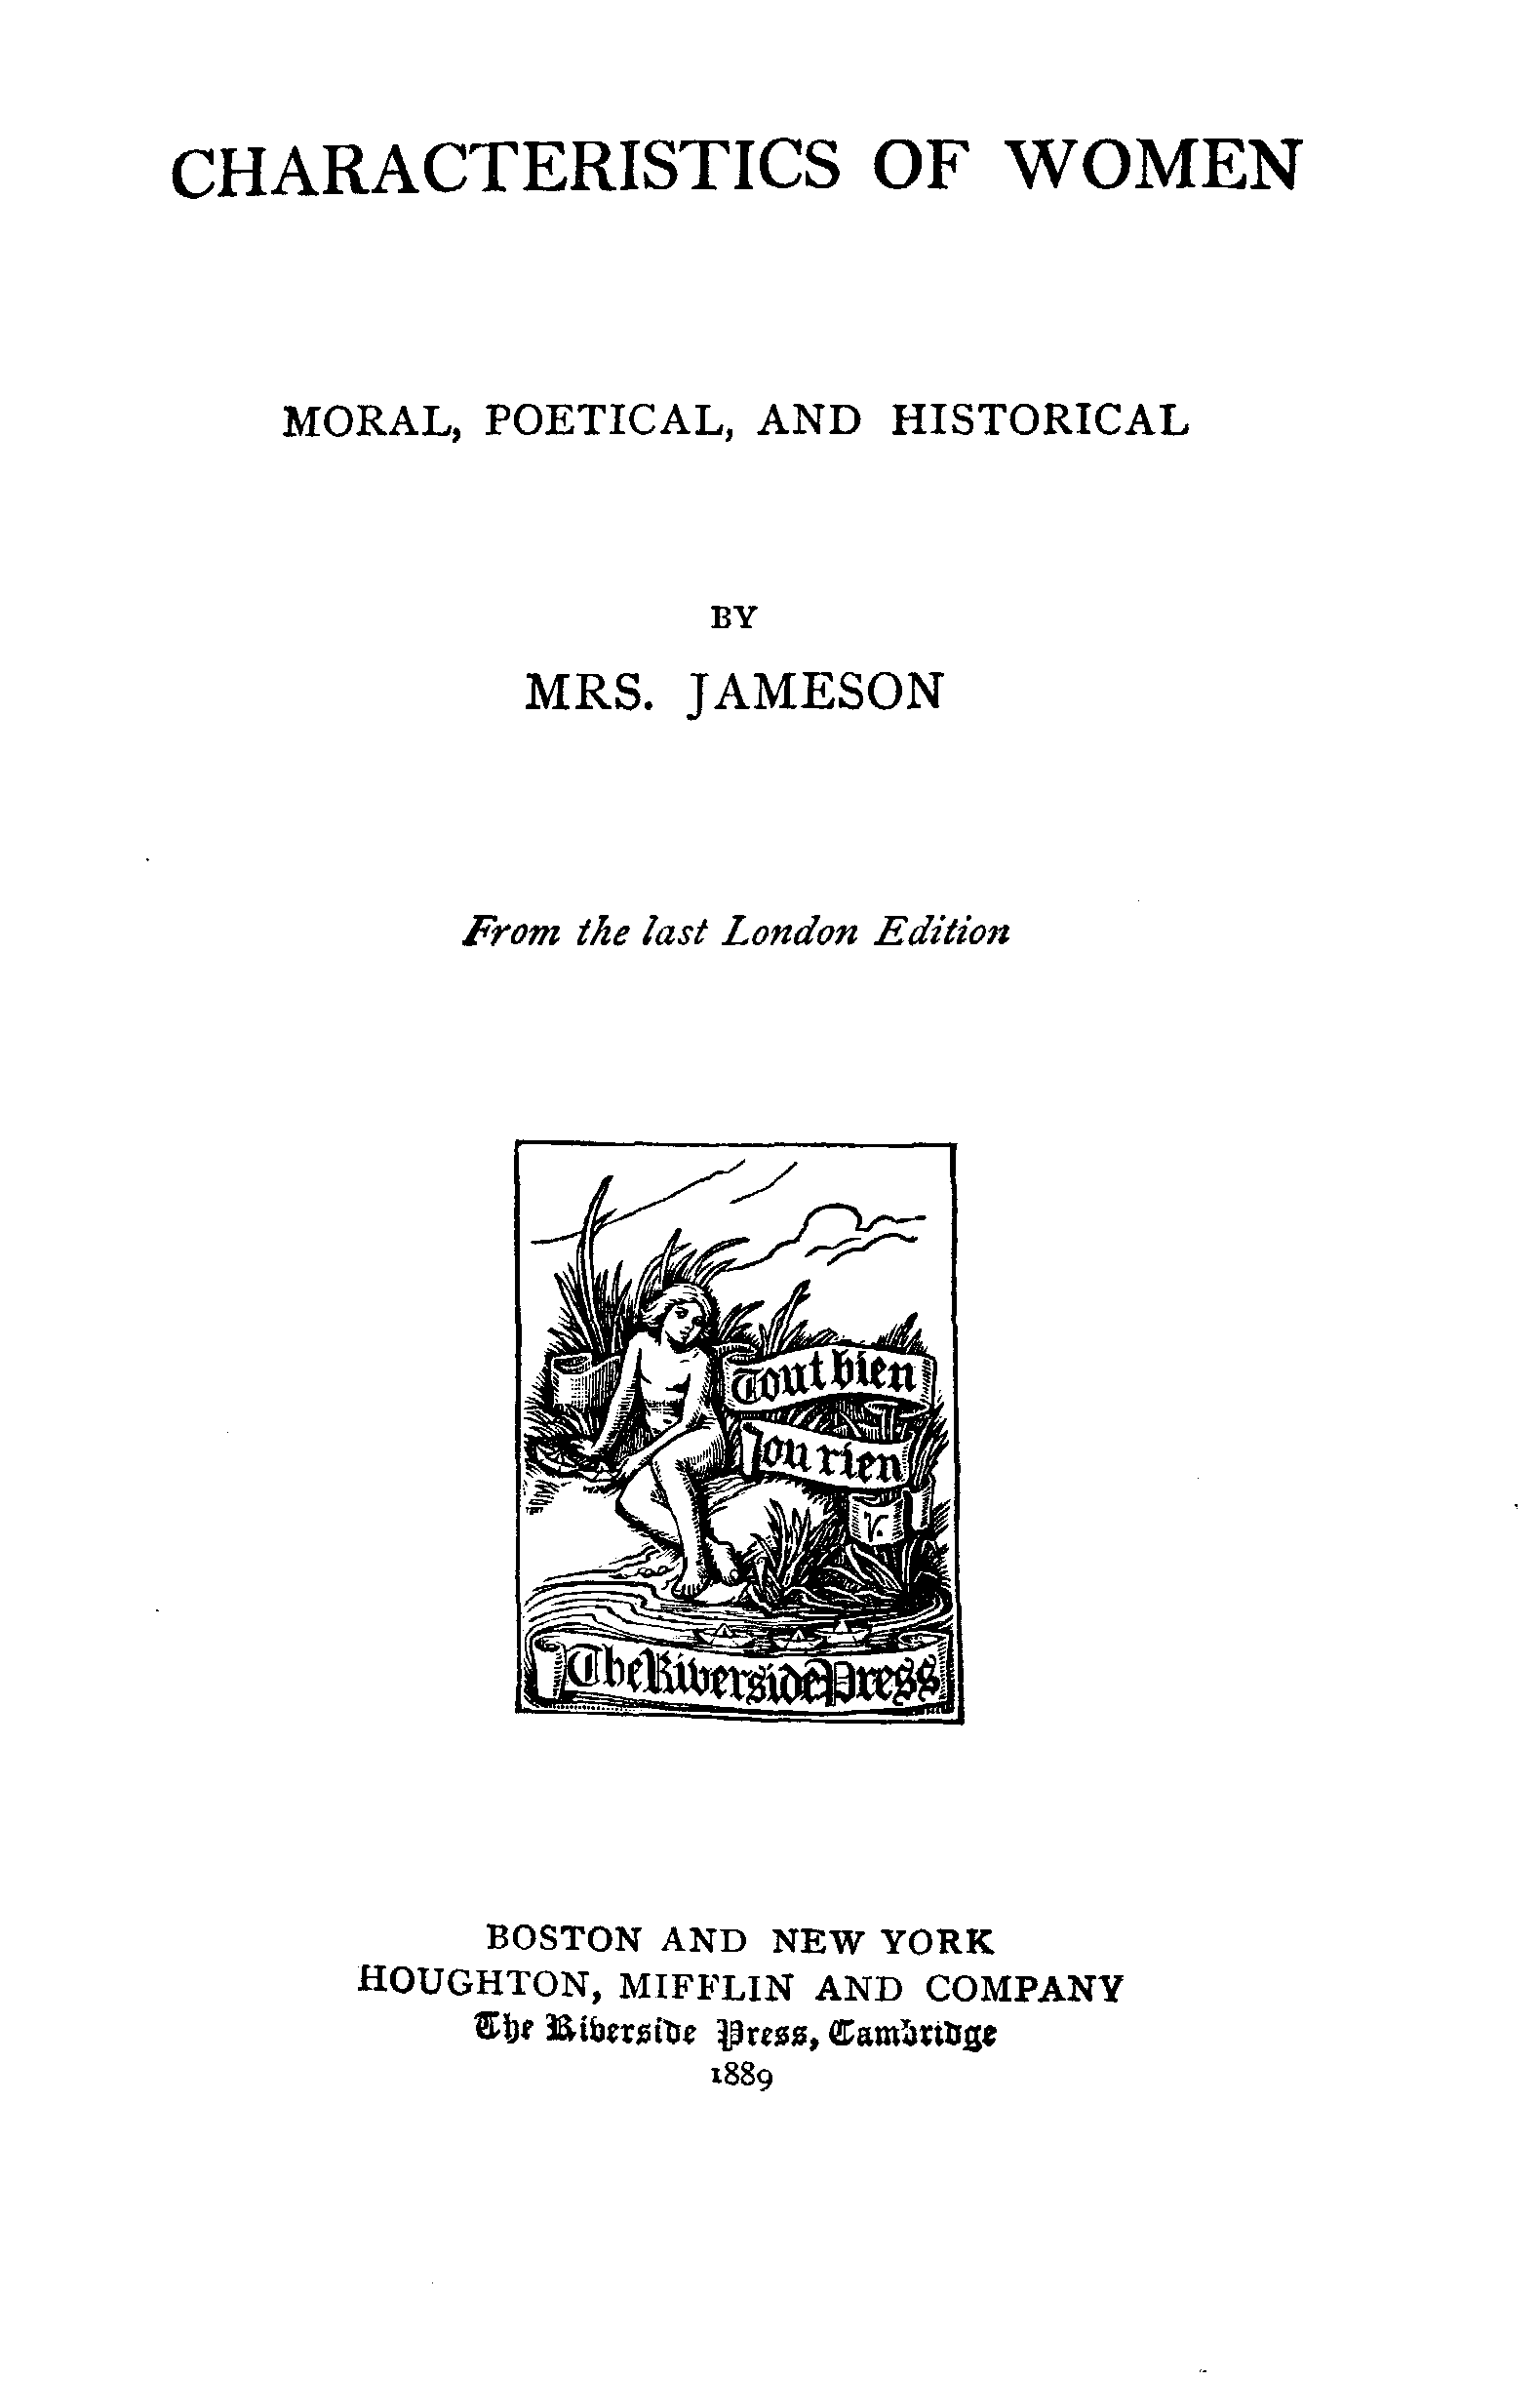 CHARACTERISTICS OF WOMEN
MORAL, POETICAL, AND HISTORICAL
BY
MRS. JAMESON
From the last London Edition
Tout bien
ou rien
The Riverside Press
BOSTON AND NEW YORK
HOUGHTON, MIFFLIN AND COMPANY
The Riverside Press, Cambridge
1889